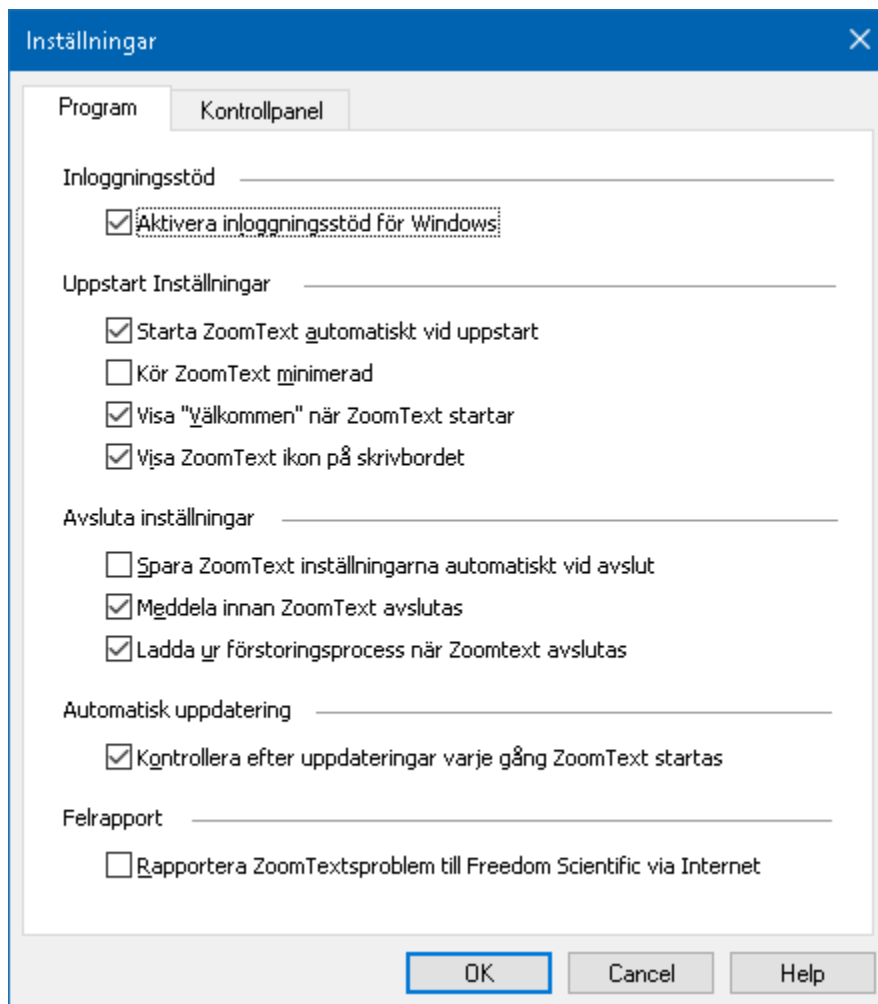 Inställningar
Program Kontrollpanel
Inloggningsstöd
Aktivera inloggningsstöd för Windows
Uppstart Inställningar
Starta ZoomText automatiskt vid uppstart
Kör ZoomText minimerad
Visa "Välkommen" när ZoomText startar
Visa ZoomText ikon på skrivbordet
Avsluta inställningar
Spara ZoomText inställningarna automatiskt vid avslut
Meddela innan ZoomText avslutas
Ladda ur förstoringsprocess när Zoomtext avslutas
Automatisk uppdatering
Kontrollera efter uppdateringar varje gång ZoomText startas
Felrapport
Rapportera ZoomTextsproblem till Freedom Scientific via Internet
OK Cancel Help